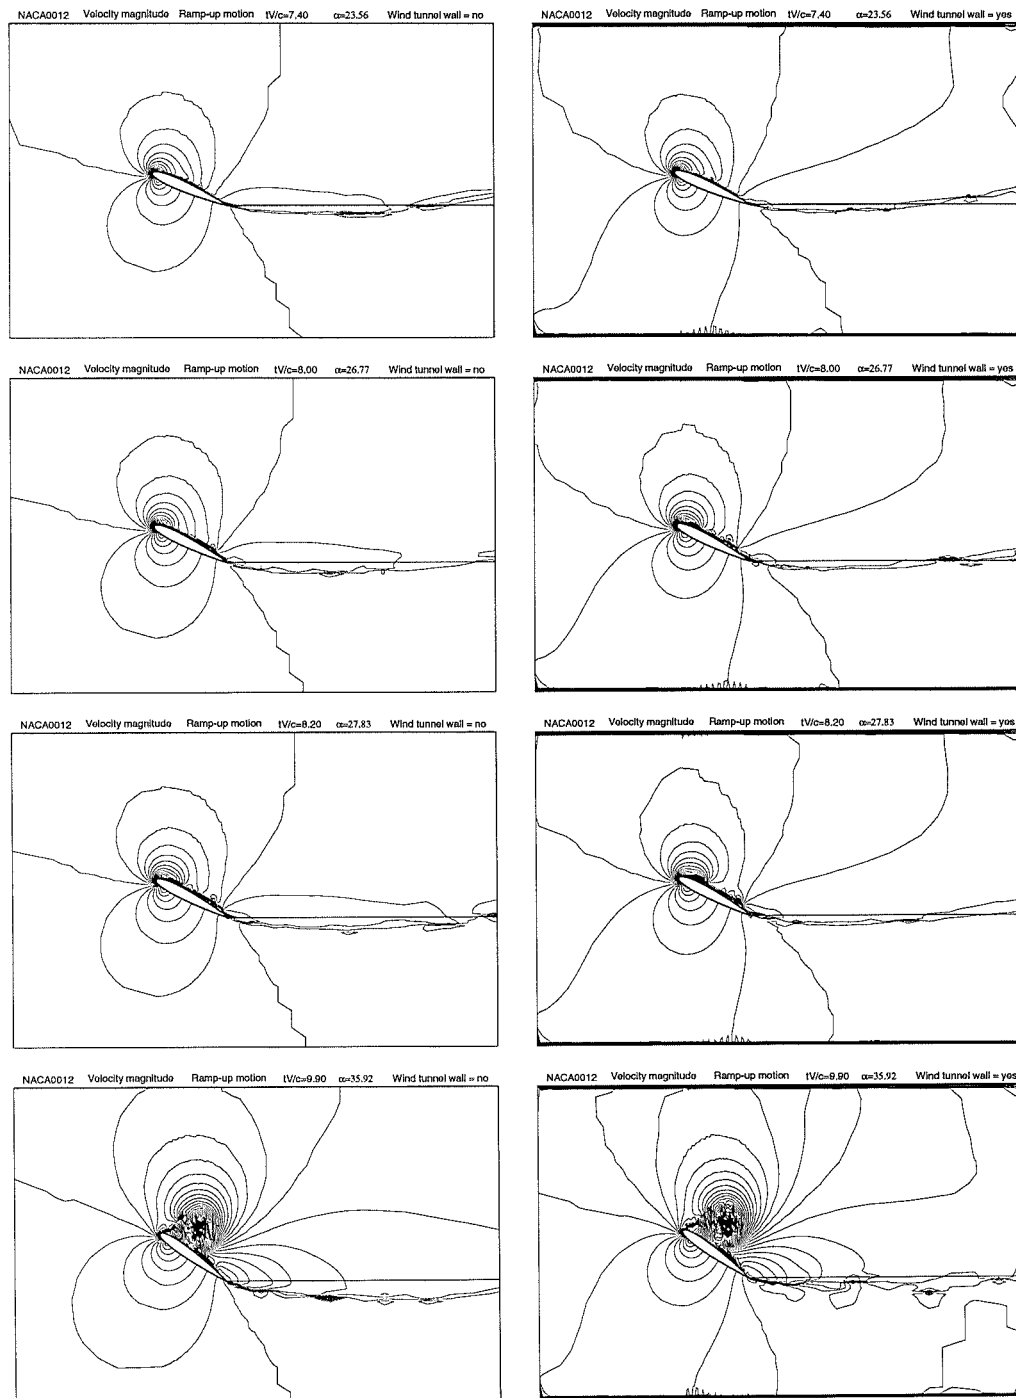 NACA0012 Velocity magnitude Ramp-up motion tV/c=7.40 α=23.56 Wind tunnel wall = no
NACA0012 Velocity magnitude Ramp-up motion tV/c=7.40 α=23.56 Wind tunnel wall = yes
NACA0012 Velocity magnitude Ramp-up motion tV/c=8.00 α=26.77 Wind tunnel wall = no
NACA0012 Velocity magnitude Ramp-up motion tV/c=8.00 α=26.77 Wind tunnel wall = yes
NACA0012 Velocity magnitude Ramp-up motion tV/c=8.20 α=27.83 Wind tunnel wall = no
NACA0012 Velocity magnitude Ramp-up motion tV/c=8.20 α=27.83 Wind tunnel wall = yes
NACA0012 Velocity magnitude Ramp-up motion tV/c=9.90 α=35.92 Wind tunnel wall = no
NACA0012 Velocity magnitude Ramp-up motion tV/c=9.90 α=35.92 Wind tunnel wall = yes